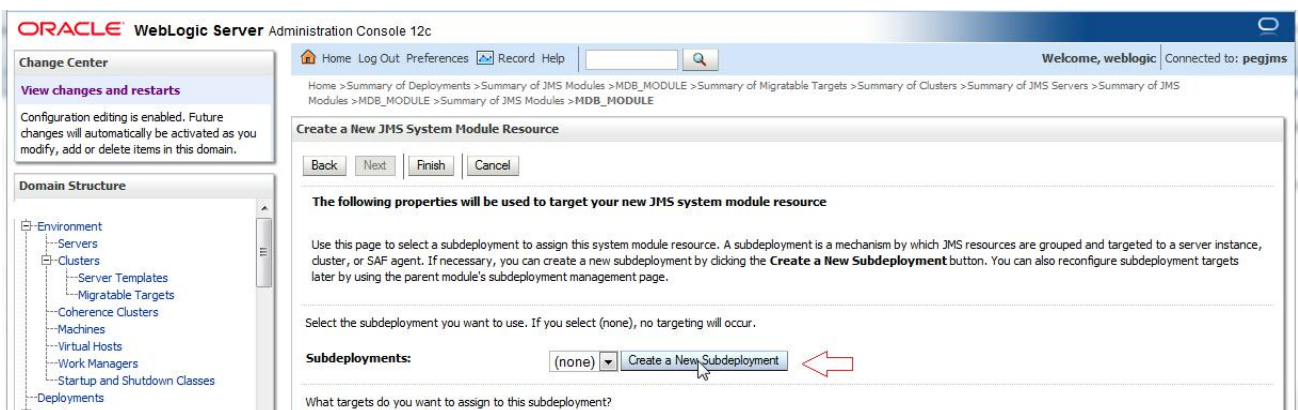 ORACLE WebLogic Server Administration Console 12c
Change Center
View changes and restarts
Configuration editing is enabled. Future
changes will automatically be activated as you
modify, add or delete items in this domain.
Domain Structure
Environment
Servers
Clusters
Server Templates
Migratable Targets
Coherence Clusters
Machines
Virtual Hosts
Work Managers
Startup and Shutdown Classes
Deployments
Home Log Out Preferences Record Help
Welcome, weblogic Connected to: pegjms
Home >Summary of Deployments >Summary of JMS Modules >MDB_MODULE >Summary of Migratable Targets >Summary of Clusters >Summary of JMS Servers >Summary of JMS
Modules >MDB_MODULE >Summary of JMS Modules >MDB_MODULE
Create a New JMS System Module Resource
Back Next Finish Cancel
The following properties will be used to target your new JMS system module resource
Use this page to select a subdeployment to assign this system module resource. A subdeployment is a mechanism by which JMS resources are grouped and targeted to a server instance,
cluster, or SAF agent. If necessary, you can create a new subdeployment by clicking the Create a New Subdeployment button. You can also reconfigure subdeployment targets
later by using the parent module's subdeployment management page.
Select the subdeployment you want to use. If you select (none), no targeting will occur.
Subdeployments: (none) Create a New Subdeployment
What targets do you want to assign to this subdeployment?